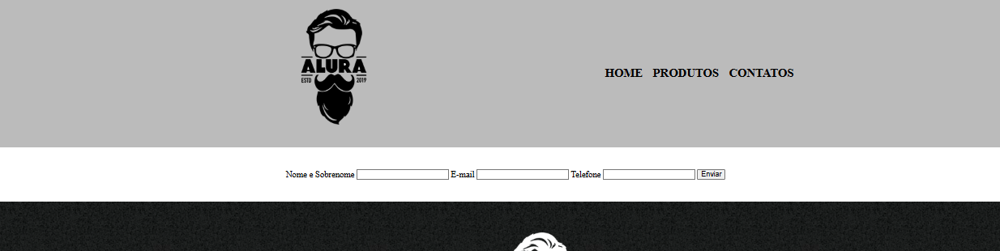 ALURA
ESTD 2019
HOME PRODUTOS CONTATOS
Nome e Sobrenome E-mail Telefone Enviar